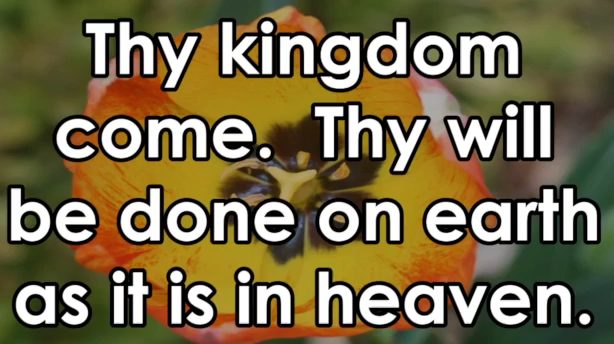 Thy kingdom
come.  Thy will
be done on earth
as it is in heaven.